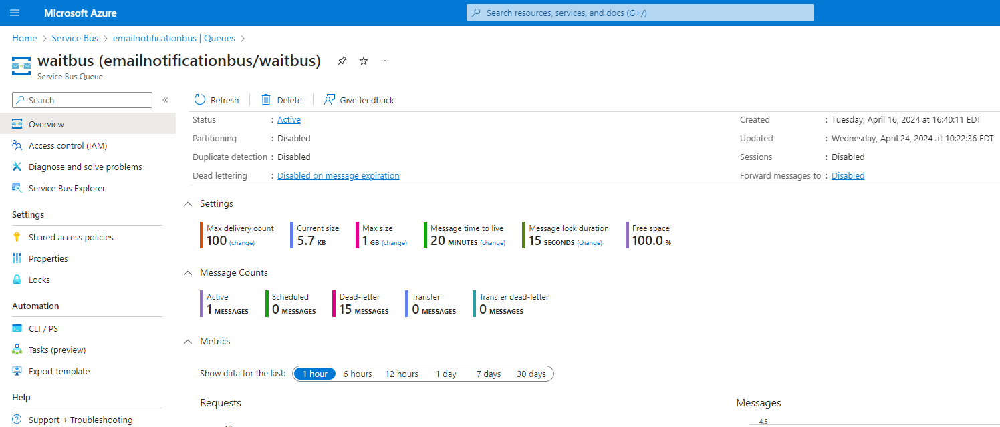 Microsoft Azure
Search resources, services, and docs (G+/)
Home > Service Bus > emailnotificationbus | Queues >
waitbus (emailnotificationbus/waitbus)
Service Bus Queue
Search
Refresh
Delete
Give feedback
Overview
Access control (IAM)
Diagnose and solve problems
Service Bus Explorer
Settings
Shared access policies
Properties
Locks
Automation
CLI / PS
Tasks (preview)
Export template
Help
Support + Troubleshooting
Status : Active
Partitioning : Disabled
Duplicate detection : Disabled
Dead lettering : Disabled on message expiration
Created : Tuesday, April 16, 2024 at 16:40:11 EDT
Updated : Wednesday, April 24, 2024 at 10:22:36 EDT
Sessions : Disabled
Forward messages to : Disabled
Settings
Max delivery count
100 (change)
Current size
5.7 KB
Max size
1 GB (change)
Message time to live
20 MINUTES (change)
Message lock duration
15 SECONDS (change)
Free space
100.0 %
Message Counts
Active
1 MESSAGES
Scheduled
0 MESSAGES
Dead-letter
15 MESSAGES
Transfer
0 MESSAGES
Transfer dead-letter
0 MESSAGES
Metrics
Show data for the last: 1 hour 6 hours 12 hours 1 day 7 days 30 days
Requests
Messages
4.5